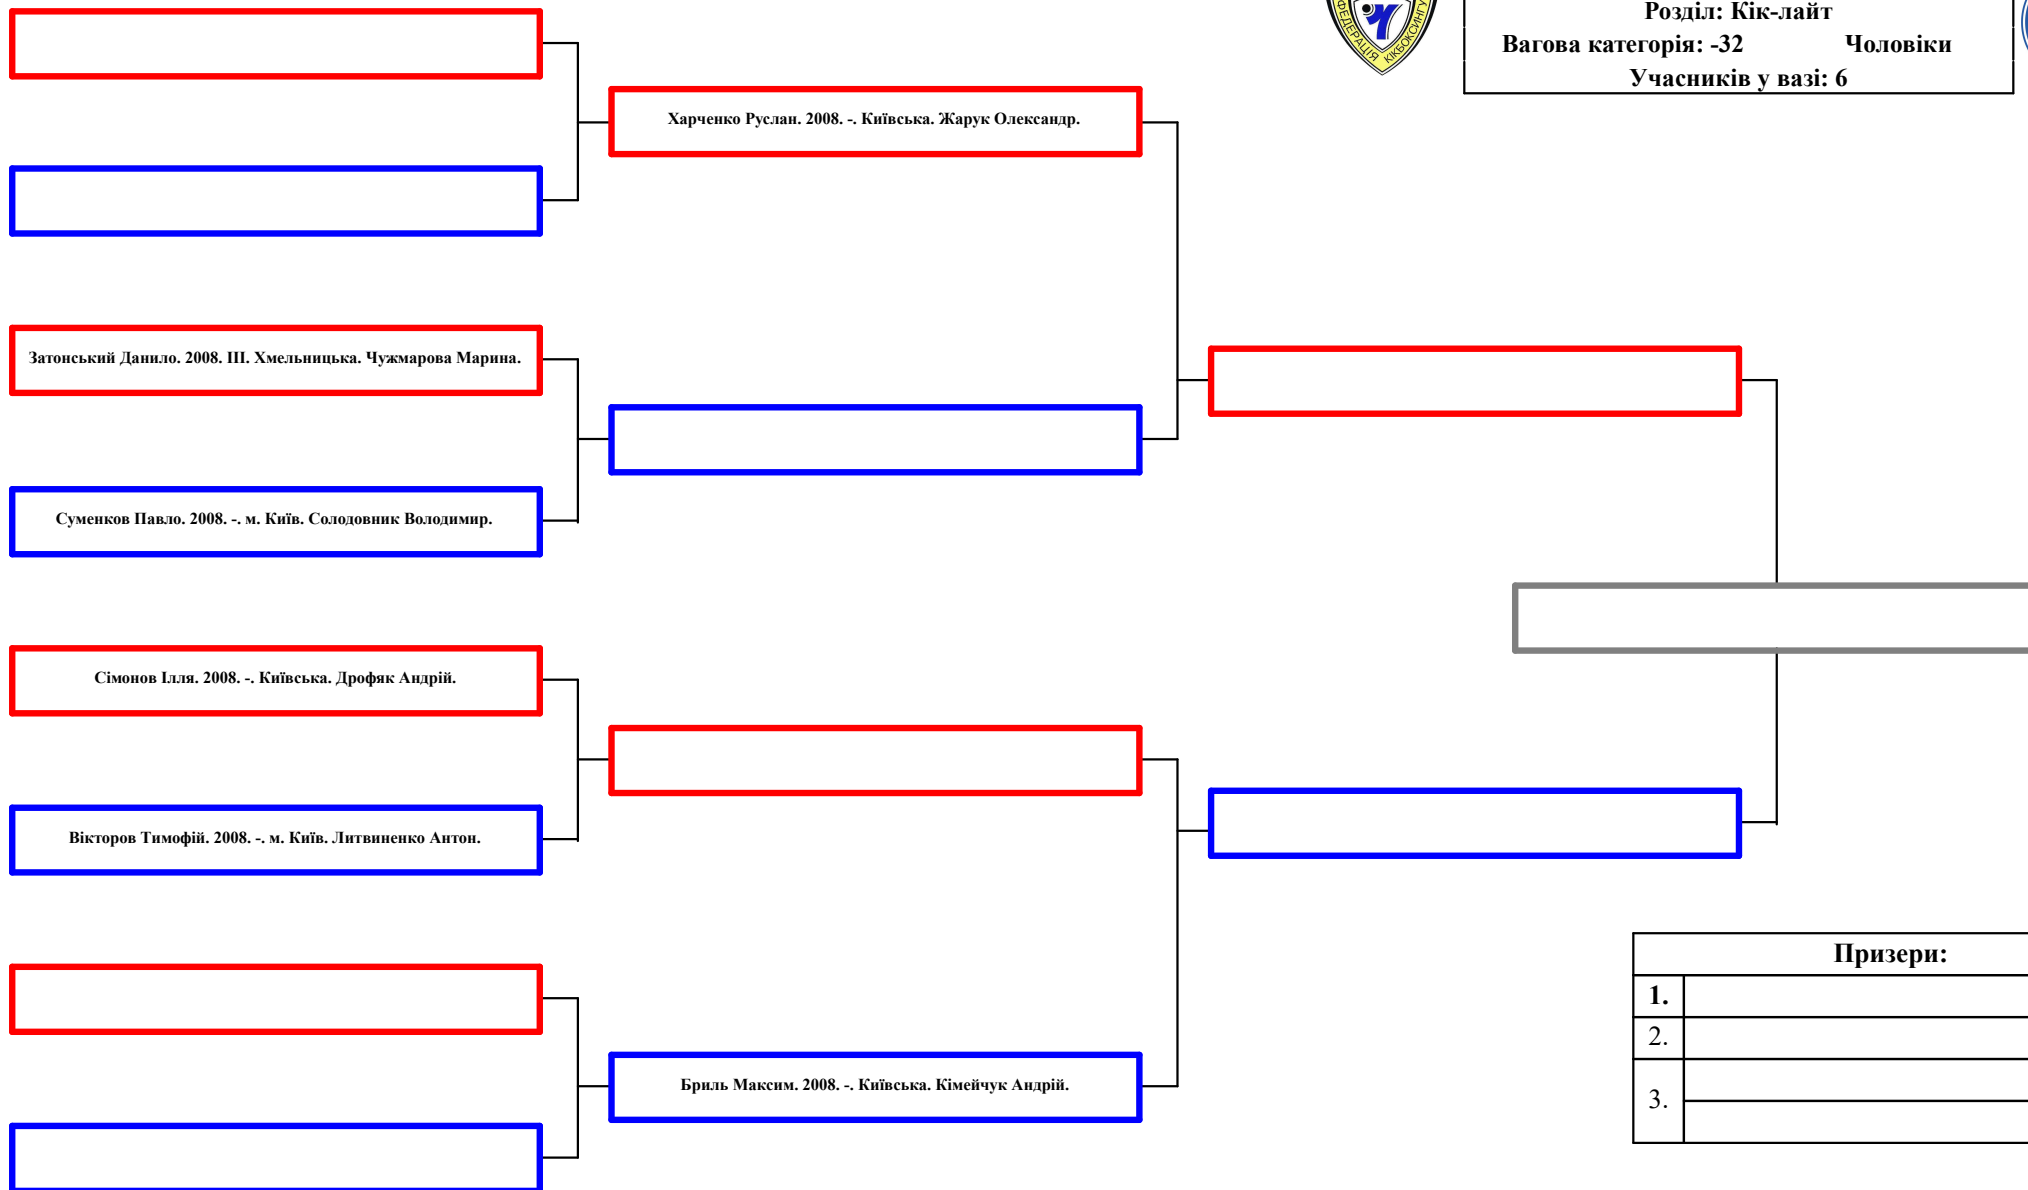 ФЕДЕРАЦІЯ КІКБОКСИНГУ
Розділ: Кік-лайт
Вагова категорія: -32 Чоловіки
Учасників у вазі: 6
Харченко Руслан. 2008. -. Київська. Жарук Олександр.
Затонський Данило. 2008. III. Хмельницька. Чужмарова Марина.
Суменков Павло. 2008. -. м. Київ. Солодовник Володимир.
Сімонов Ілля. 2008. -. Київська. Дрофяк Андрій.
Вікторов Тимофій. 2008. -. м. Київ. Литвиненко Антон.
Бриль Максим. 2008. -. Київська. Кімейчук Андрій.
Призери:
1.
2.
3.